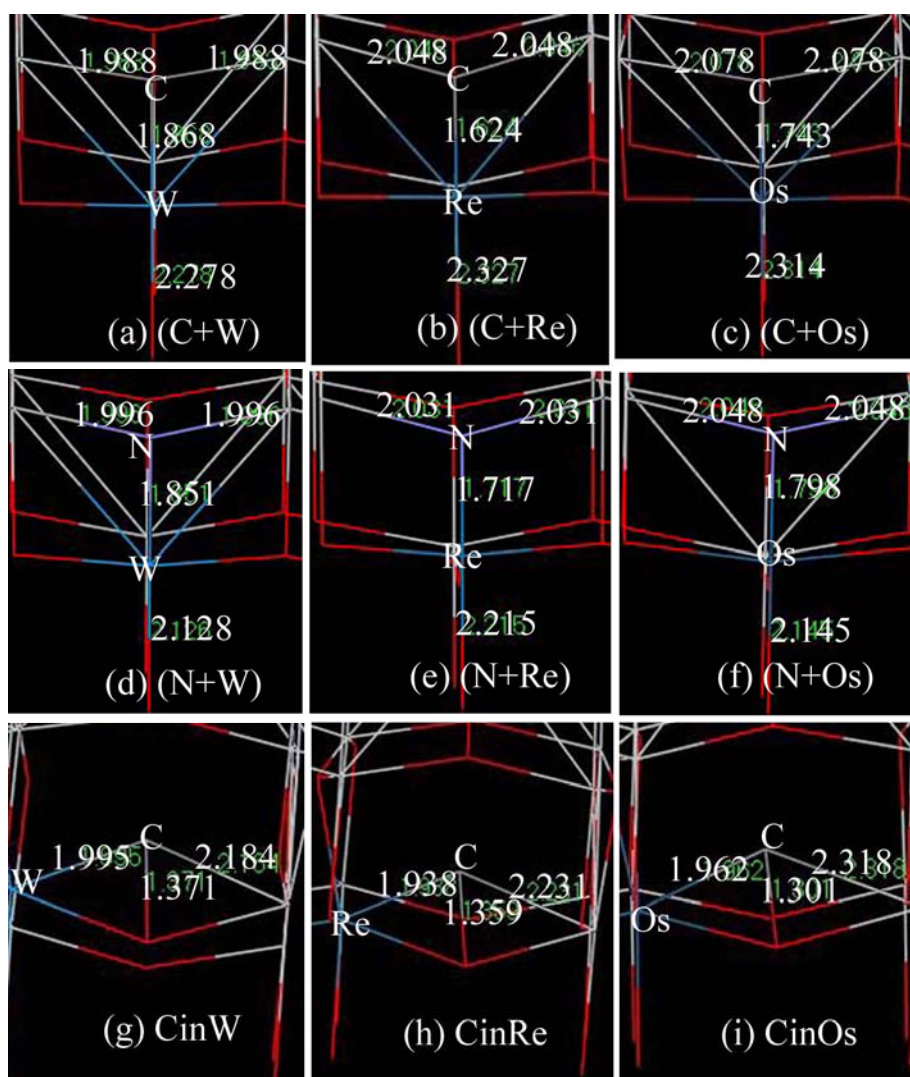 1.988 1.988 2.048 2.048 2.078 2.078
C C C
1.868 1.624 1.743
W Re Os
2.278 2.327 2.314
(a) (C+W) (b) (C+Re) (c) (C+Os)
1.996 1.996 2.031 2.031 2.048 2.048
N N N
1.851 1.717 1.798
W Re Os
2.128 2.215 2.145
(d) (N+W) (e) (N+Re) (f) (N+Os)
C C C
1.995 2.184 1.938 2.231 1.962 2.318
W 1.371 Re 1.359 Os 1.301
(g) CinW (h) CinRe (i) CinOs